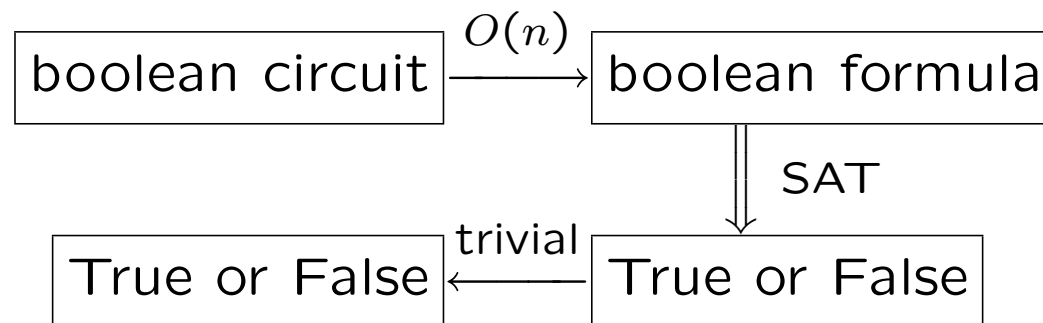 O(n)
boolean circuit
boolean formula
SAT
trivial
True or False
True or False